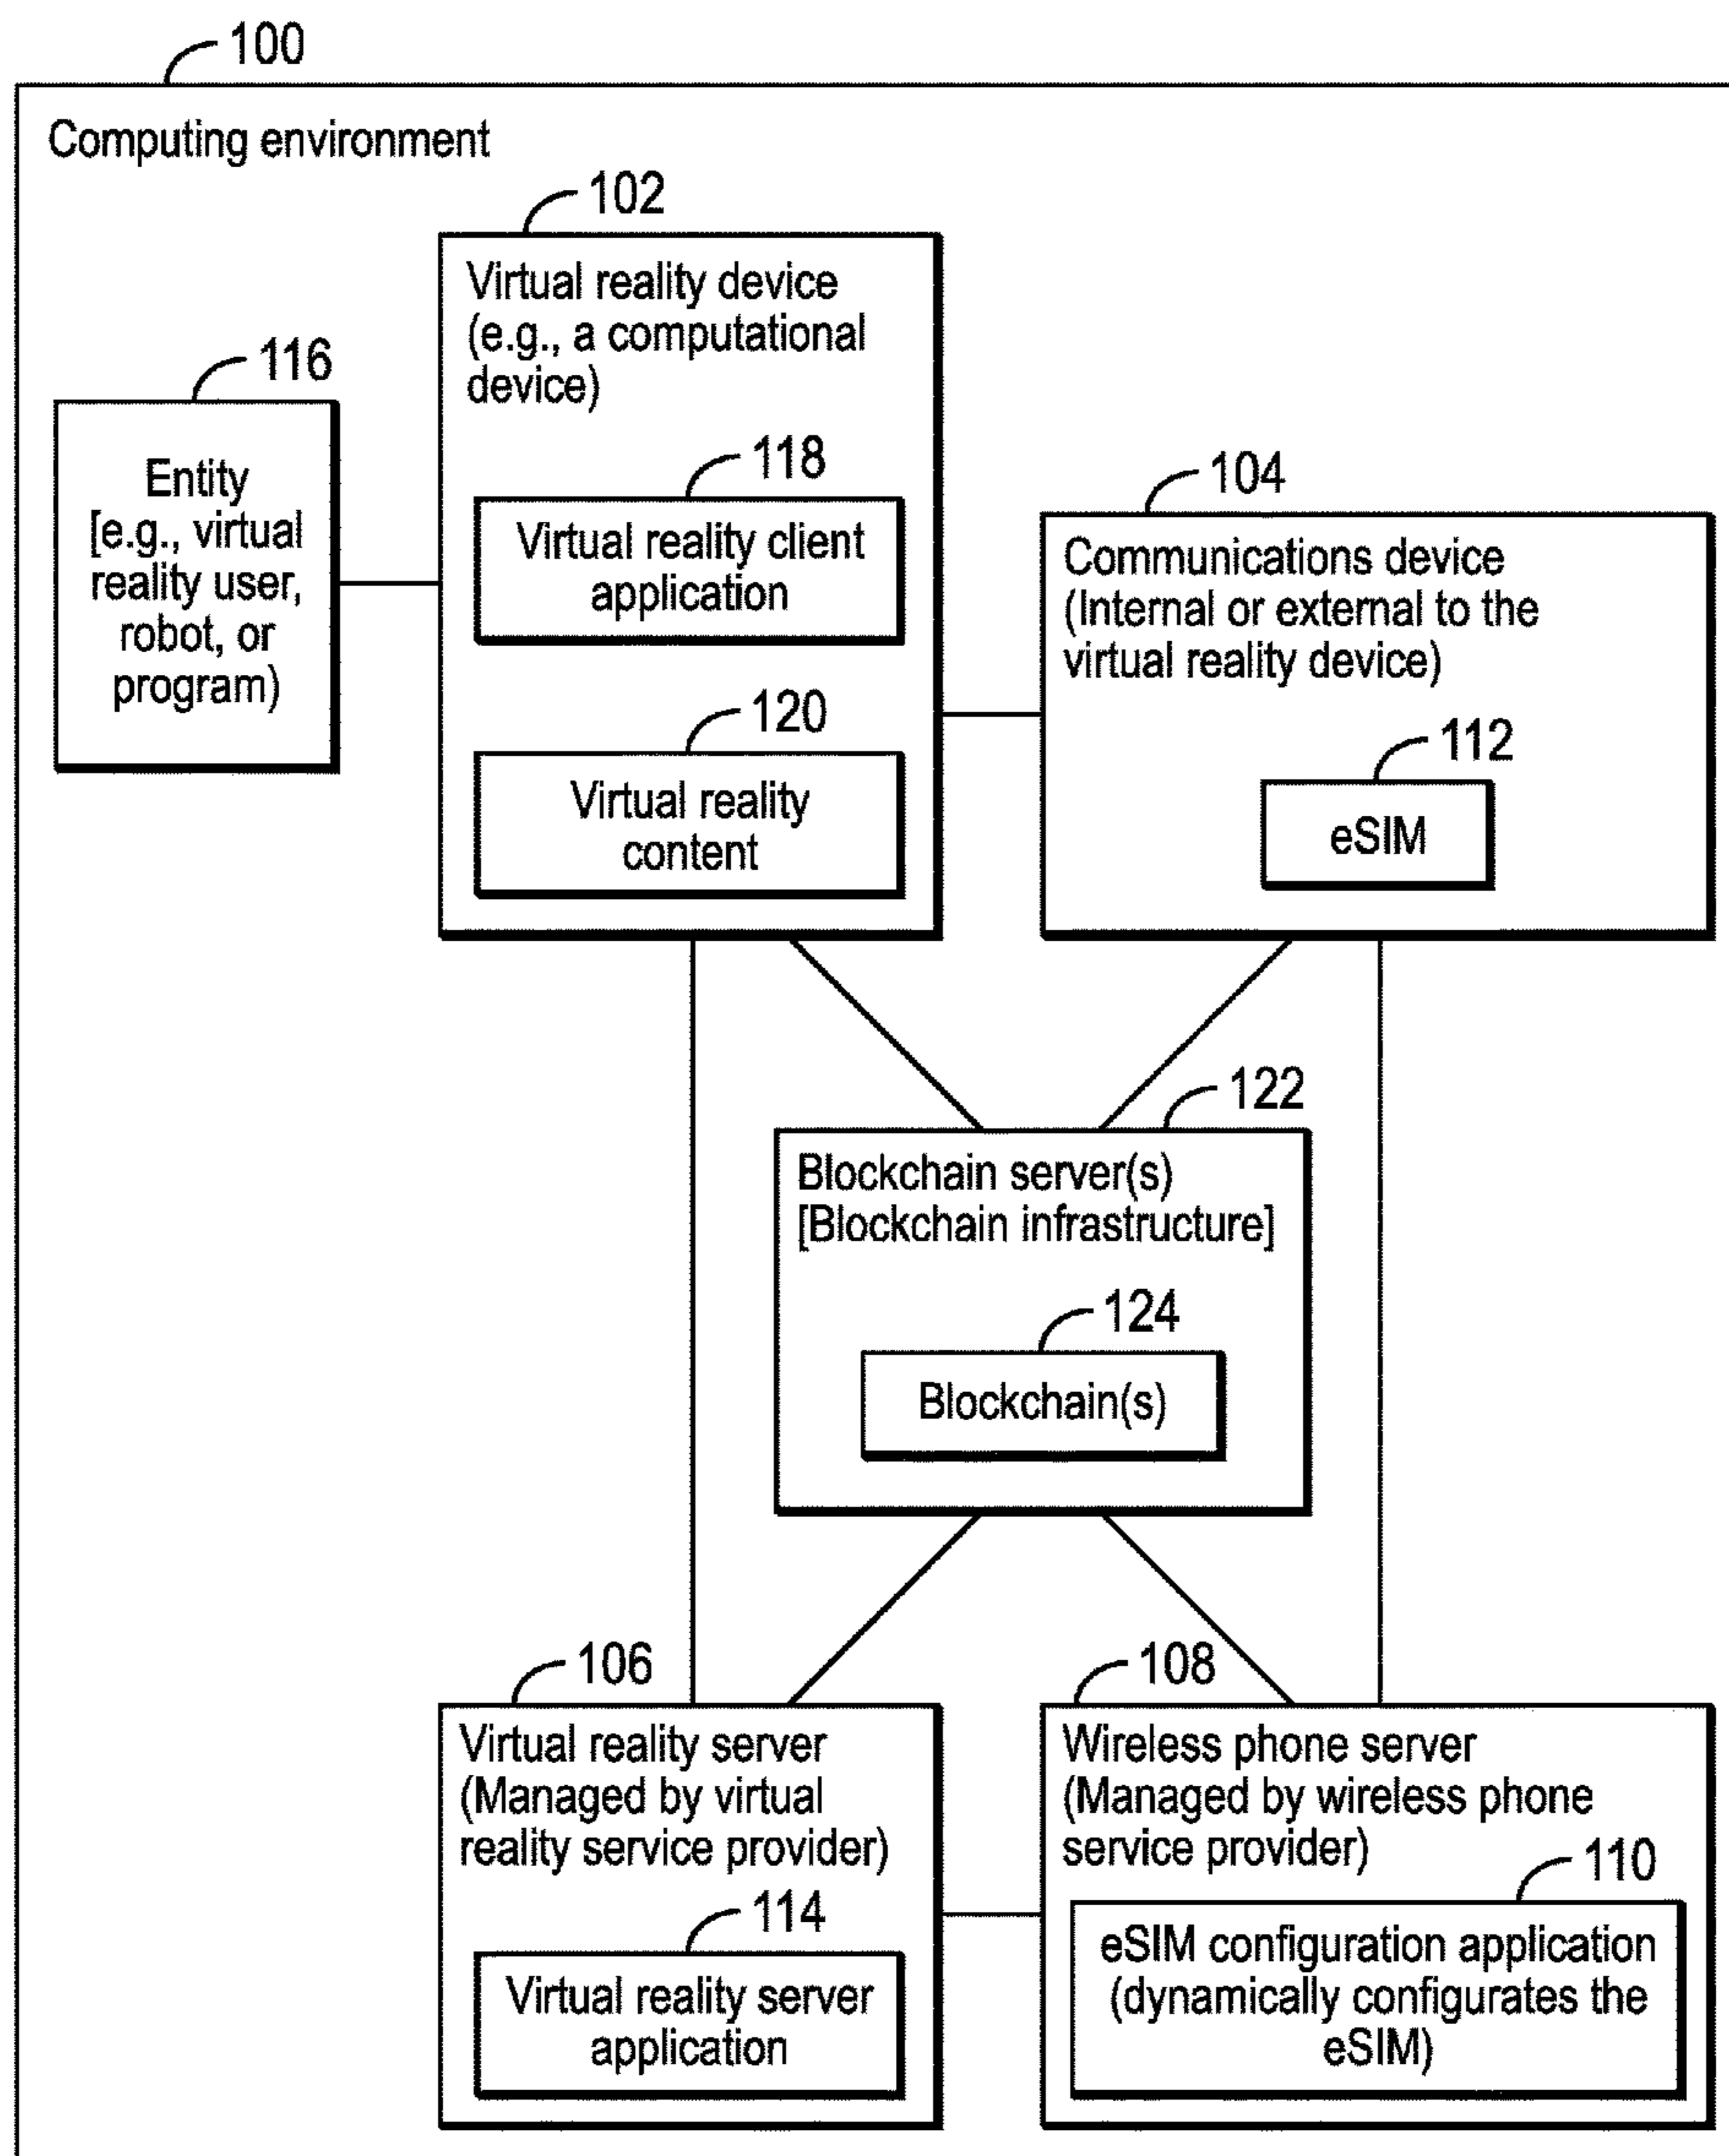 100
Computing environment
102
Virtual reality device
(e.g., a computational
device)
116
Entity
[e.g., virtual
reality user,
robot, or
program)
118
Virtual reality client
application
120
Virtual reality
content
104
Communications device
(Internal or external to the
virtual reality device)
112
eSIM
122
Blockchain server(s)
[Blockchain infrastructure]
124
Blockchain(s)
106
Virtual reality server
(Managed by virtual
reality service provider)
114
Virtual reality server
application
108
Wireless phone server
(Managed by wireless phone
service provider)
110
eSIM configuration application
(dynamically configurates the
eSIM)